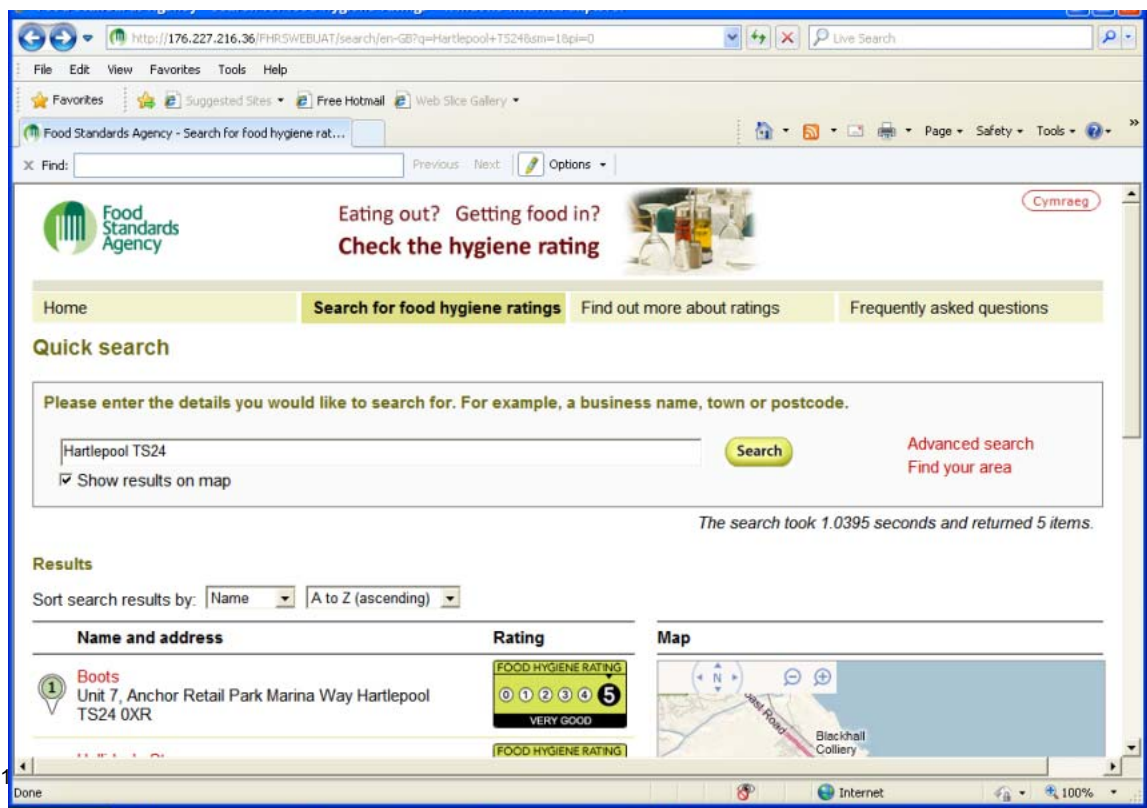 http://176.227.216.36/FHRSWEBUAT/search/en-GB?q=Hartlepool+TS24&sm=1&pi=0
Live Search
File Edit View Favorites Tools Help
Favorites Suggested Sites Free Hotmail Web Slice Gallery
Food Standards Agency - Search for food hygiene rat...
Page Safety Tools
X Find: Previous Next Options
Food
Standards
Agency
Eating out? Getting food in?
Check the hygiene rating
Cymraeg
Home Search for food hygiene ratings Find out more about ratings Frequently asked questions
Quick search
Please enter the details you would like to search for. For example, a business name, town or postcode.
Hartlepool TS24
Search
Advanced search
Find your area
Show results on map
The search took 1.0395 seconds and returned 5 items.
Results
Sort search results by: Name A to Z (ascending)
Name and address Rating Map
1
Boots
Unit 7, Anchor Retail Park Marina Way Hartlepool
TS24 0XR
FOOD HYGIENE RATING
0 1 2 3 4 5
VERY GOOD
N
Road
Blackhall
Colliery
FOOD HYGIENE RATING
1
Done Internet 100%